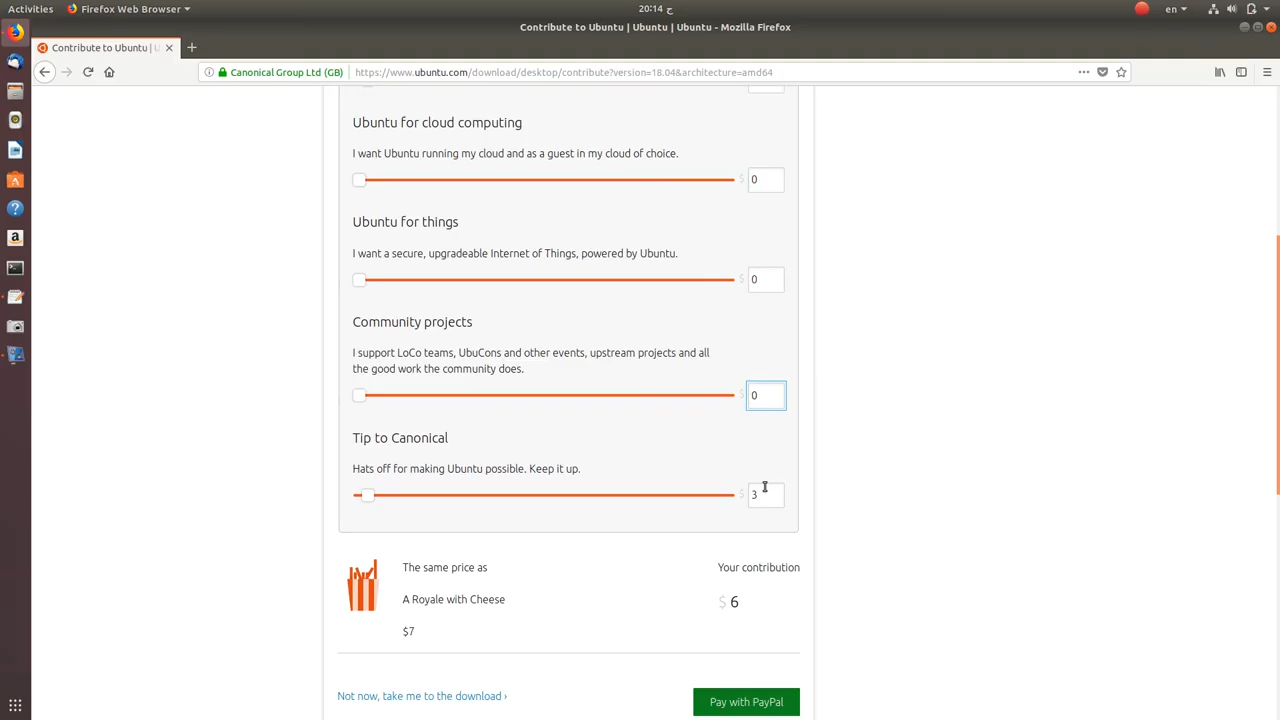 Activities Firefox Web Browser 20:14 ح en
Contribute to Ubuntu | Ubuntu | Ubuntu - Mozilla Firefox
Contribute to Ubuntu | U
Canonical Group Ltd (GB) https://www.ubuntu.com/download/desktop/contribute?version=18.04&architecture=amd64
Ubuntu for cloud computing
I want Ubuntu running my cloud and as a guest in my cloud of choice.
$ 0
Ubuntu for things
I want a secure, upgradeable Internet of Things, powered by Ubuntu.
$ 0
Community projects
I support LoCo teams, UbuCons and other events, upstream projects and all
the good work the community does.
$ 0
Tip to Canonical
Hats off for making Ubuntu possible. Keep it up.
$ 3
The same price as
A Royale with Cheese
$7
Your contribution
$ 6
Not now, take me to the download ›
Pay with PayPal